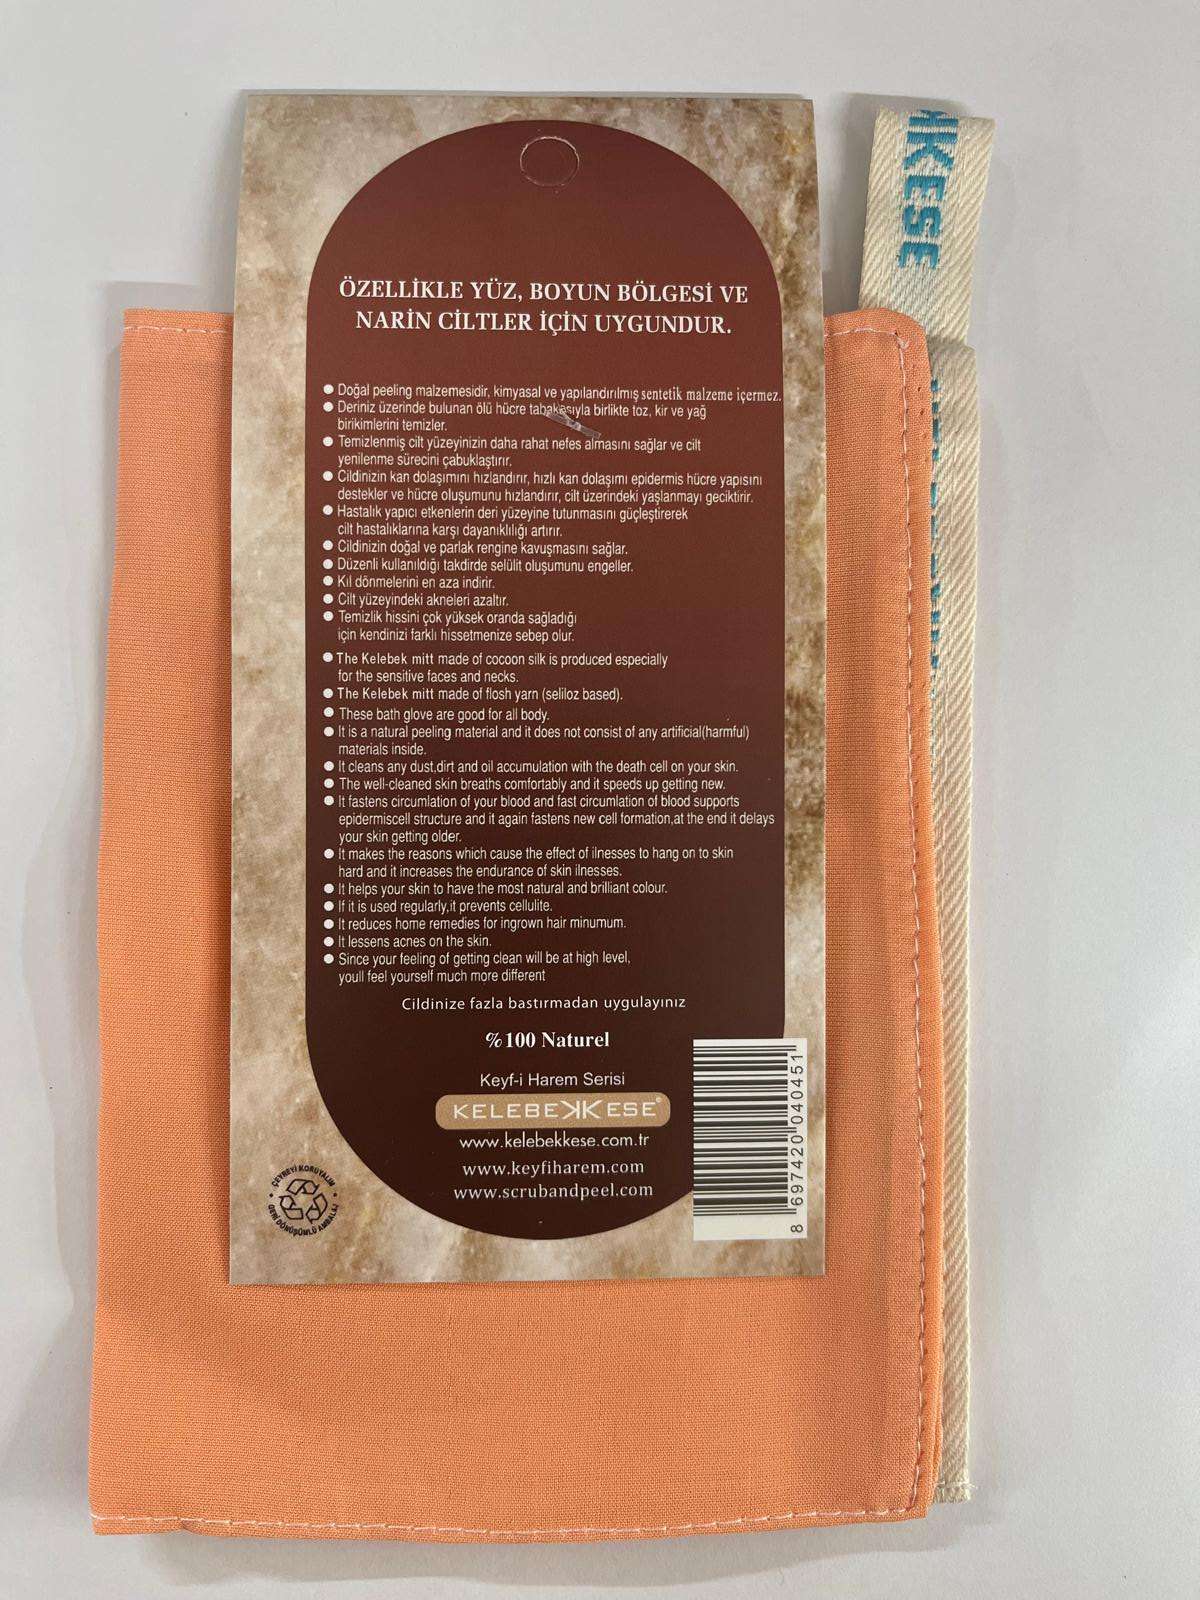 HKESE
ÖZELLİKLE YÜZ, BOYUN BÖLGESİ VE
NARİN CİLTLER İÇİN UYGUNDUR.
● Doğal peeling malzemesidir, kimyasal ve yapılandırılmış sentetik malzeme içermez.
● Deriniz üzerinde bulunan ölü hücre tabakasıyla birlikte toz, kir ve yağ
birikimlerini temizler.
● Temizlenmiş cilt yüzeyinizin daha rahat nefes almasını sağlar ve cilt
yenilenme sürecini çabuklaştırır.
● Cildinizin kan dolaşımını hızlandırır, hızlı kan dolaşımı epidermis hücre yapısını
destekler ve hücre oluşumunu hızlandırır, cilt üzerindeki yaşlanmayı geciktirir.
● Hastalık yapıcı etkenlerin deri yüzeyine tutunmasını güçleştirerek
cilt hastalıklarına karşı dayanıklılığı artırır.
● Cildinizin doğal ve parlak rengine kavuşmasını sağlar.
● Düzenli kullanıldığı takdirde selülit oluşumunu engeller.
● Kıl dönmelerini en aza indirir.
● Cilt yüzeyindeki akneleri azaltır.
● Temizlik hissini çok yüksek oranda sağladığı
için kendinizi farklı hissetmenize sebep olur.
● The Kelebek mitt made of cocoon silk is produced especially
for the sensitive faces and necks.
● The Kelebek mitt made of flosh yarn (seliloz based).
● These bath glove are good for all body.
● It is a natural peeling material and it does not consist of any artificial(harmful)
materials inside.
● It cleans any dust,dirt and oil accumulation with the death cell on your skin.
● The well-cleaned skin breaths comfortably and it speeds up getting new.
● It fastens circumlation of your blood and fast circumlation of blood supports
epidermiscell structure and it again fastens new cell formation,at the end it delays
your skin getting older.
● It makes the reasons which cause the effect of ilnesses to hang on to skin
hard and it increases the endurance of skin ilnesses.
● It helps your skin to have the most natural and brilliant colour.
● If it is used regularly,it prevents cellulite.
● It reduces home remedies for ingrown hair minumum.
● It lessens acnes on the skin.
● Since your feeling of getting clean will be at high level,
youll feel yourself much more different
Cildinize fazla bastırmadan uygulayınız
%100 Naturel
Keyf-i Harem Serisi
KELEBEKKESE®
www.kelebekkese.com.tr
www.keyfiharem.com
www.scrubandpeel.com
8 697420 040451
ÇEVREYİ KORUYALIM
GERİ DÖNÜŞÜMLÜ AMBALAJ